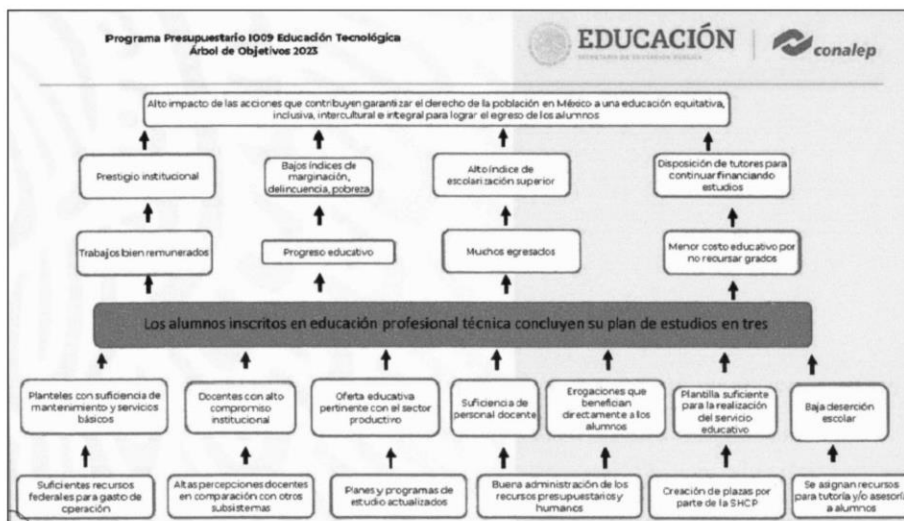 Programa Presupuestario I009 Educación Tecnológica
Árbol de Objetivos 2023
EDUCACIÓN
SECRETARÍA DE EDUCACIÓN PÚBLICA
conalep
Alto impacto de las acciones que contribuyen garantizar el derecho de la población en México a una educación equitativa,
inclusiva, intercultural e integral para lograr el egreso de los alumnos
Prestigio institucional
Bajos índices de
marginación,
delincuencia, pobreza
Alto índice de
escolarización superior
Disposición de tutores para
continuar financiando
estudios
Trabajos bien remunerados
Progreso educativo
Muchos egresados
Menor costo educativo por
no recursar grados
Los alumnos inscritos en educación profesional técnica concluyen su plan de estudios en tres
Planteles con suficiencia de
mantenimiento y servicios
básicos
Docentes con alto
compromiso
institucional
Oferta educativa
pertinente con el sector
productivo
Suficiencia de
personal docente
Erogaciones que
benefician
directamente a los
alumnos
Plantilla suficiente
para la realización
del servicio
educativo
Baja deserción
escolar
Suficientes recursos
federales para gasto de
operación
Altas percepciones docentes
en comparación con otros
subsistemas
Planes y programas de
estudio actualizados
Buena administración de los
recursos presupuestarios y
humanos
Creación de plazas por
parte de la SHCP
Se asignan recursos
para tutoría y/o asesoría
a alumnos